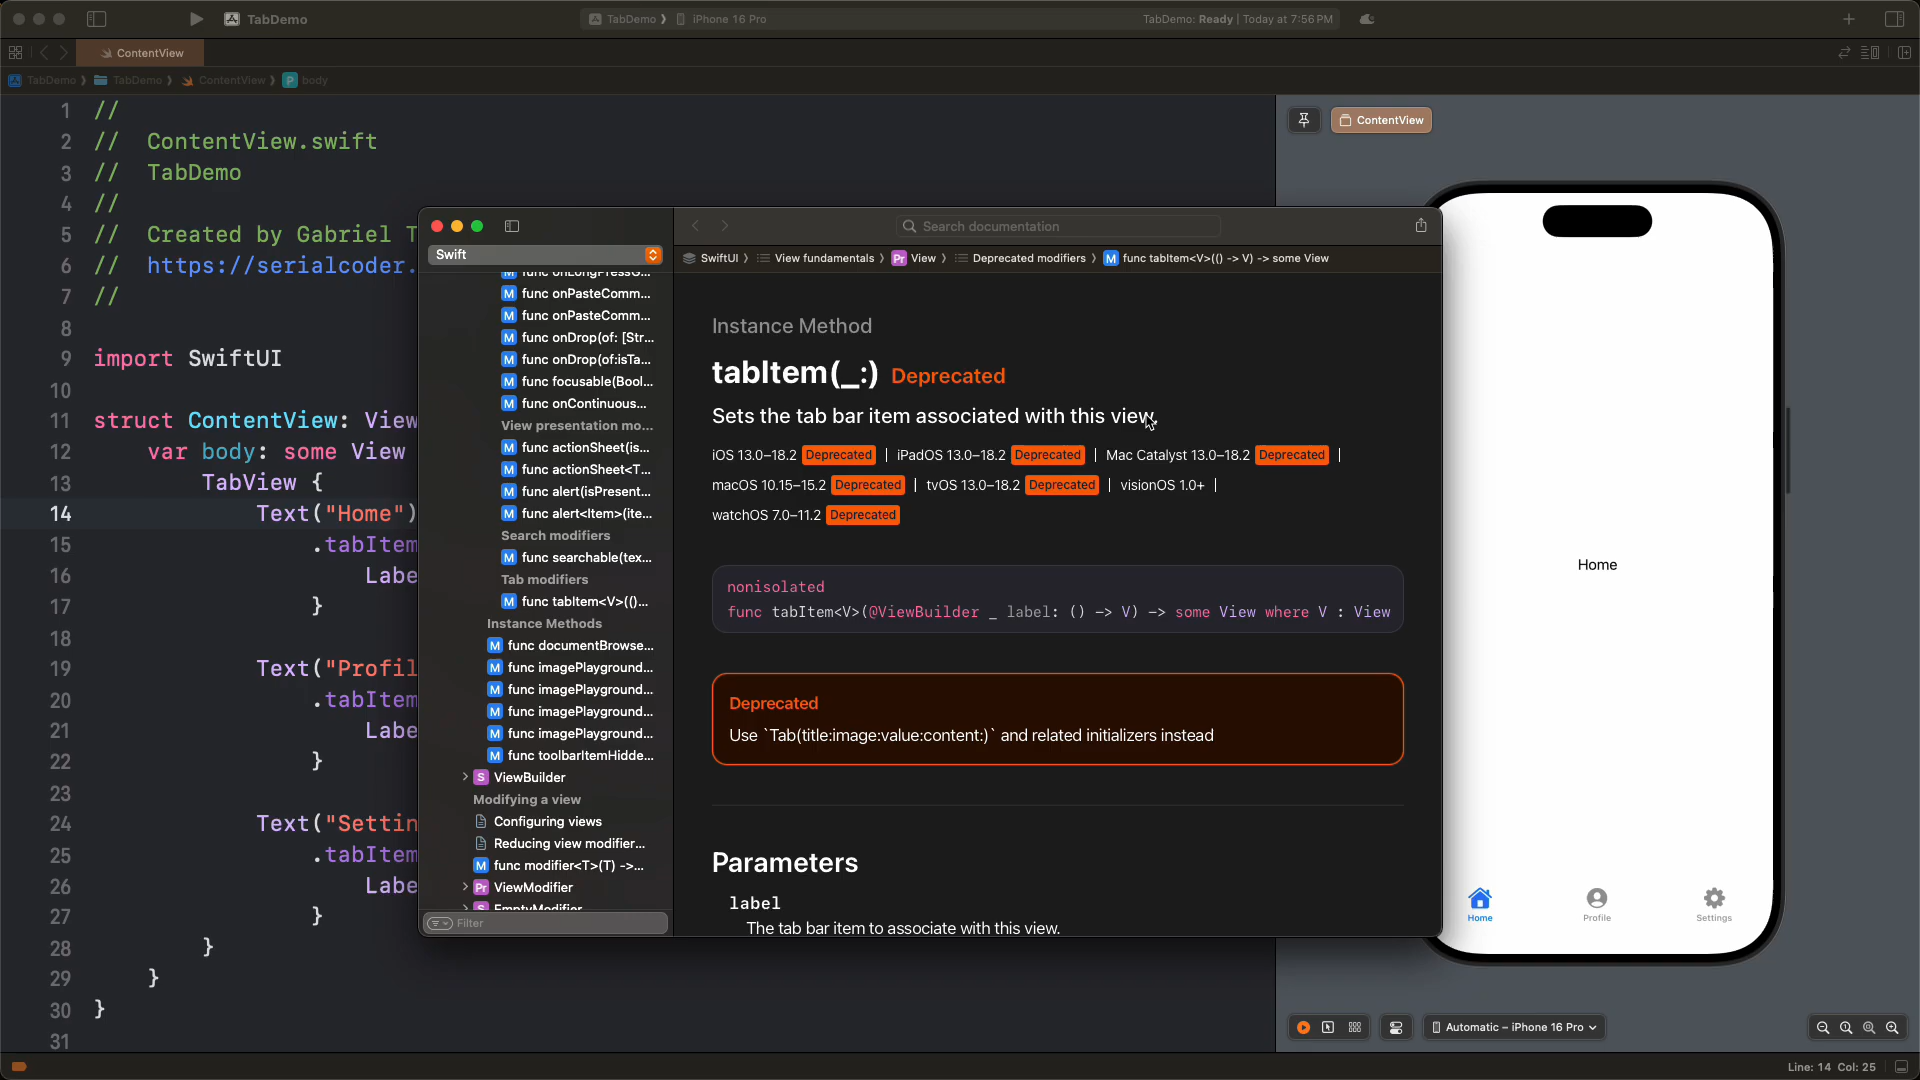 TabDemo
TabDemo ❭ iPhone 16 Pro
TabDemo: Ready | Today at 7:56 PM
ContentView
TabDemo ❭ TabDemo ❭ ContentView ❭ P body
1 //
2 //  ContentView.swift
3 //  TabDemo
4 //
5 //  Created by Gabriel T
6 //  https://serialcoder.
7 //
8
9 import SwiftUI
10
11 struct ContentView: View
12 var body: some View
13 TabView {
14 Text("Home")
15 .tabItem
16 Labe
17 }
18
19 Text("Profil
20 .tabItem
21 Labe
22 }
23
24 Text("Settin
25 .tabItem
26 Labe
27 }
28 }
29 }
30 }
31
Swift
M func onLongPressG...
M func onPasteComm...
M func onPasteComm...
M func onDrop(of: [Str...
M func onDrop(of:isTa...
M func focusable(Bool...
M func onContinuous...
View presentation mo...
M func actionSheet(is...
M func actionSheet<T...
M func alert(isPresent...
M func alert<Item>(ite...
Search modifiers
M func searchable(tex...
Tab modifiers
M func tabItem<V>(()...
Instance Methods
M func documentBrowse...
M func imagePlayground...
M func imagePlayground...
M func imagePlayground...
M func imagePlayground...
M func toolbarItemHidde...
S ViewBuilder
Modifying a view
Configuring views
Reducing view modifier...
M func modifier<T>(T) ->...
Pr ViewModifier
S EmptyModifier
Filter
Search documentation
SwiftUI ❭ View fundamentals ❭ Pr View ❭ Deprecated modifiers ❭ M func tabItem<V>(() -> V) -> some View
Instance Method
tabItem(_:) Deprecated
Sets the tab bar item associated with this view.
iOS 13.0–18.2 Deprecated | iPadOS 13.0–18.2 Deprecated | Mac Catalyst 13.0–18.2 Deprecated |
macOS 10.15–15.2 Deprecated | tvOS 13.0–18.2 Deprecated | visionOS 1.0+ |
watchOS 7.0–11.2 Deprecated
nonisolated
func tabItem<V>(@ViewBuilder _ label: () -> V) -> some View where V : View
Deprecated
Use `Tab(title:image:value:content:)` and related initializers instead
Parameters
label
The tab bar item to associate with this view.
ContentView
Home
Home
Profile
Settings
Automatic – iPhone 16 Pro
Line: 14 Col: 25